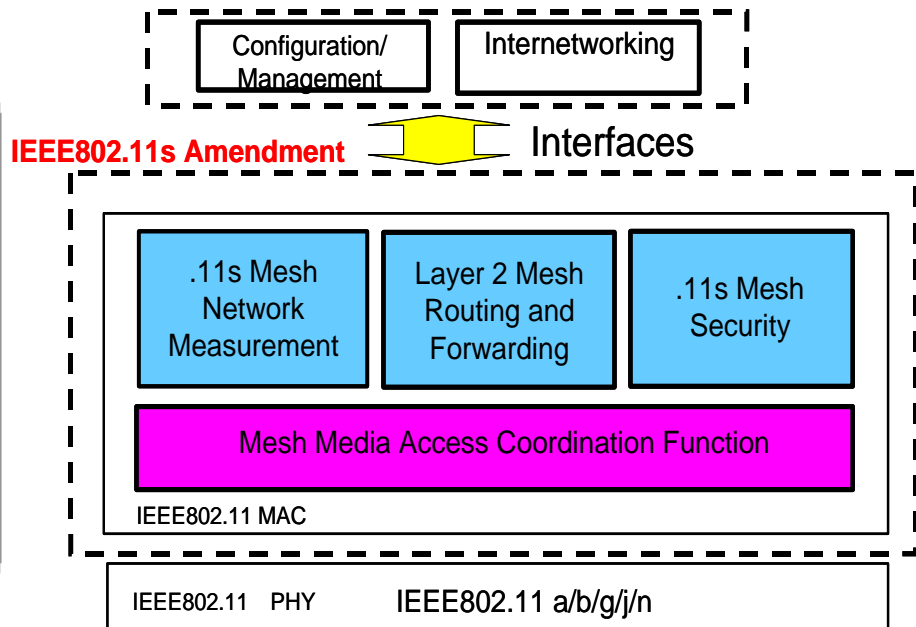 Configuration/
Management
Internetworking
IEEE802.11s Amendment
Interfaces
.11s Mesh
Network
Measurement
Layer 2 Mesh
Routing and
Forwarding
.11s Mesh
Security
Mesh Media Access Coordination Function
IEEE802.11 MAC
IEEE802.11 PHY IEEE802.11 a/b/g/j/n